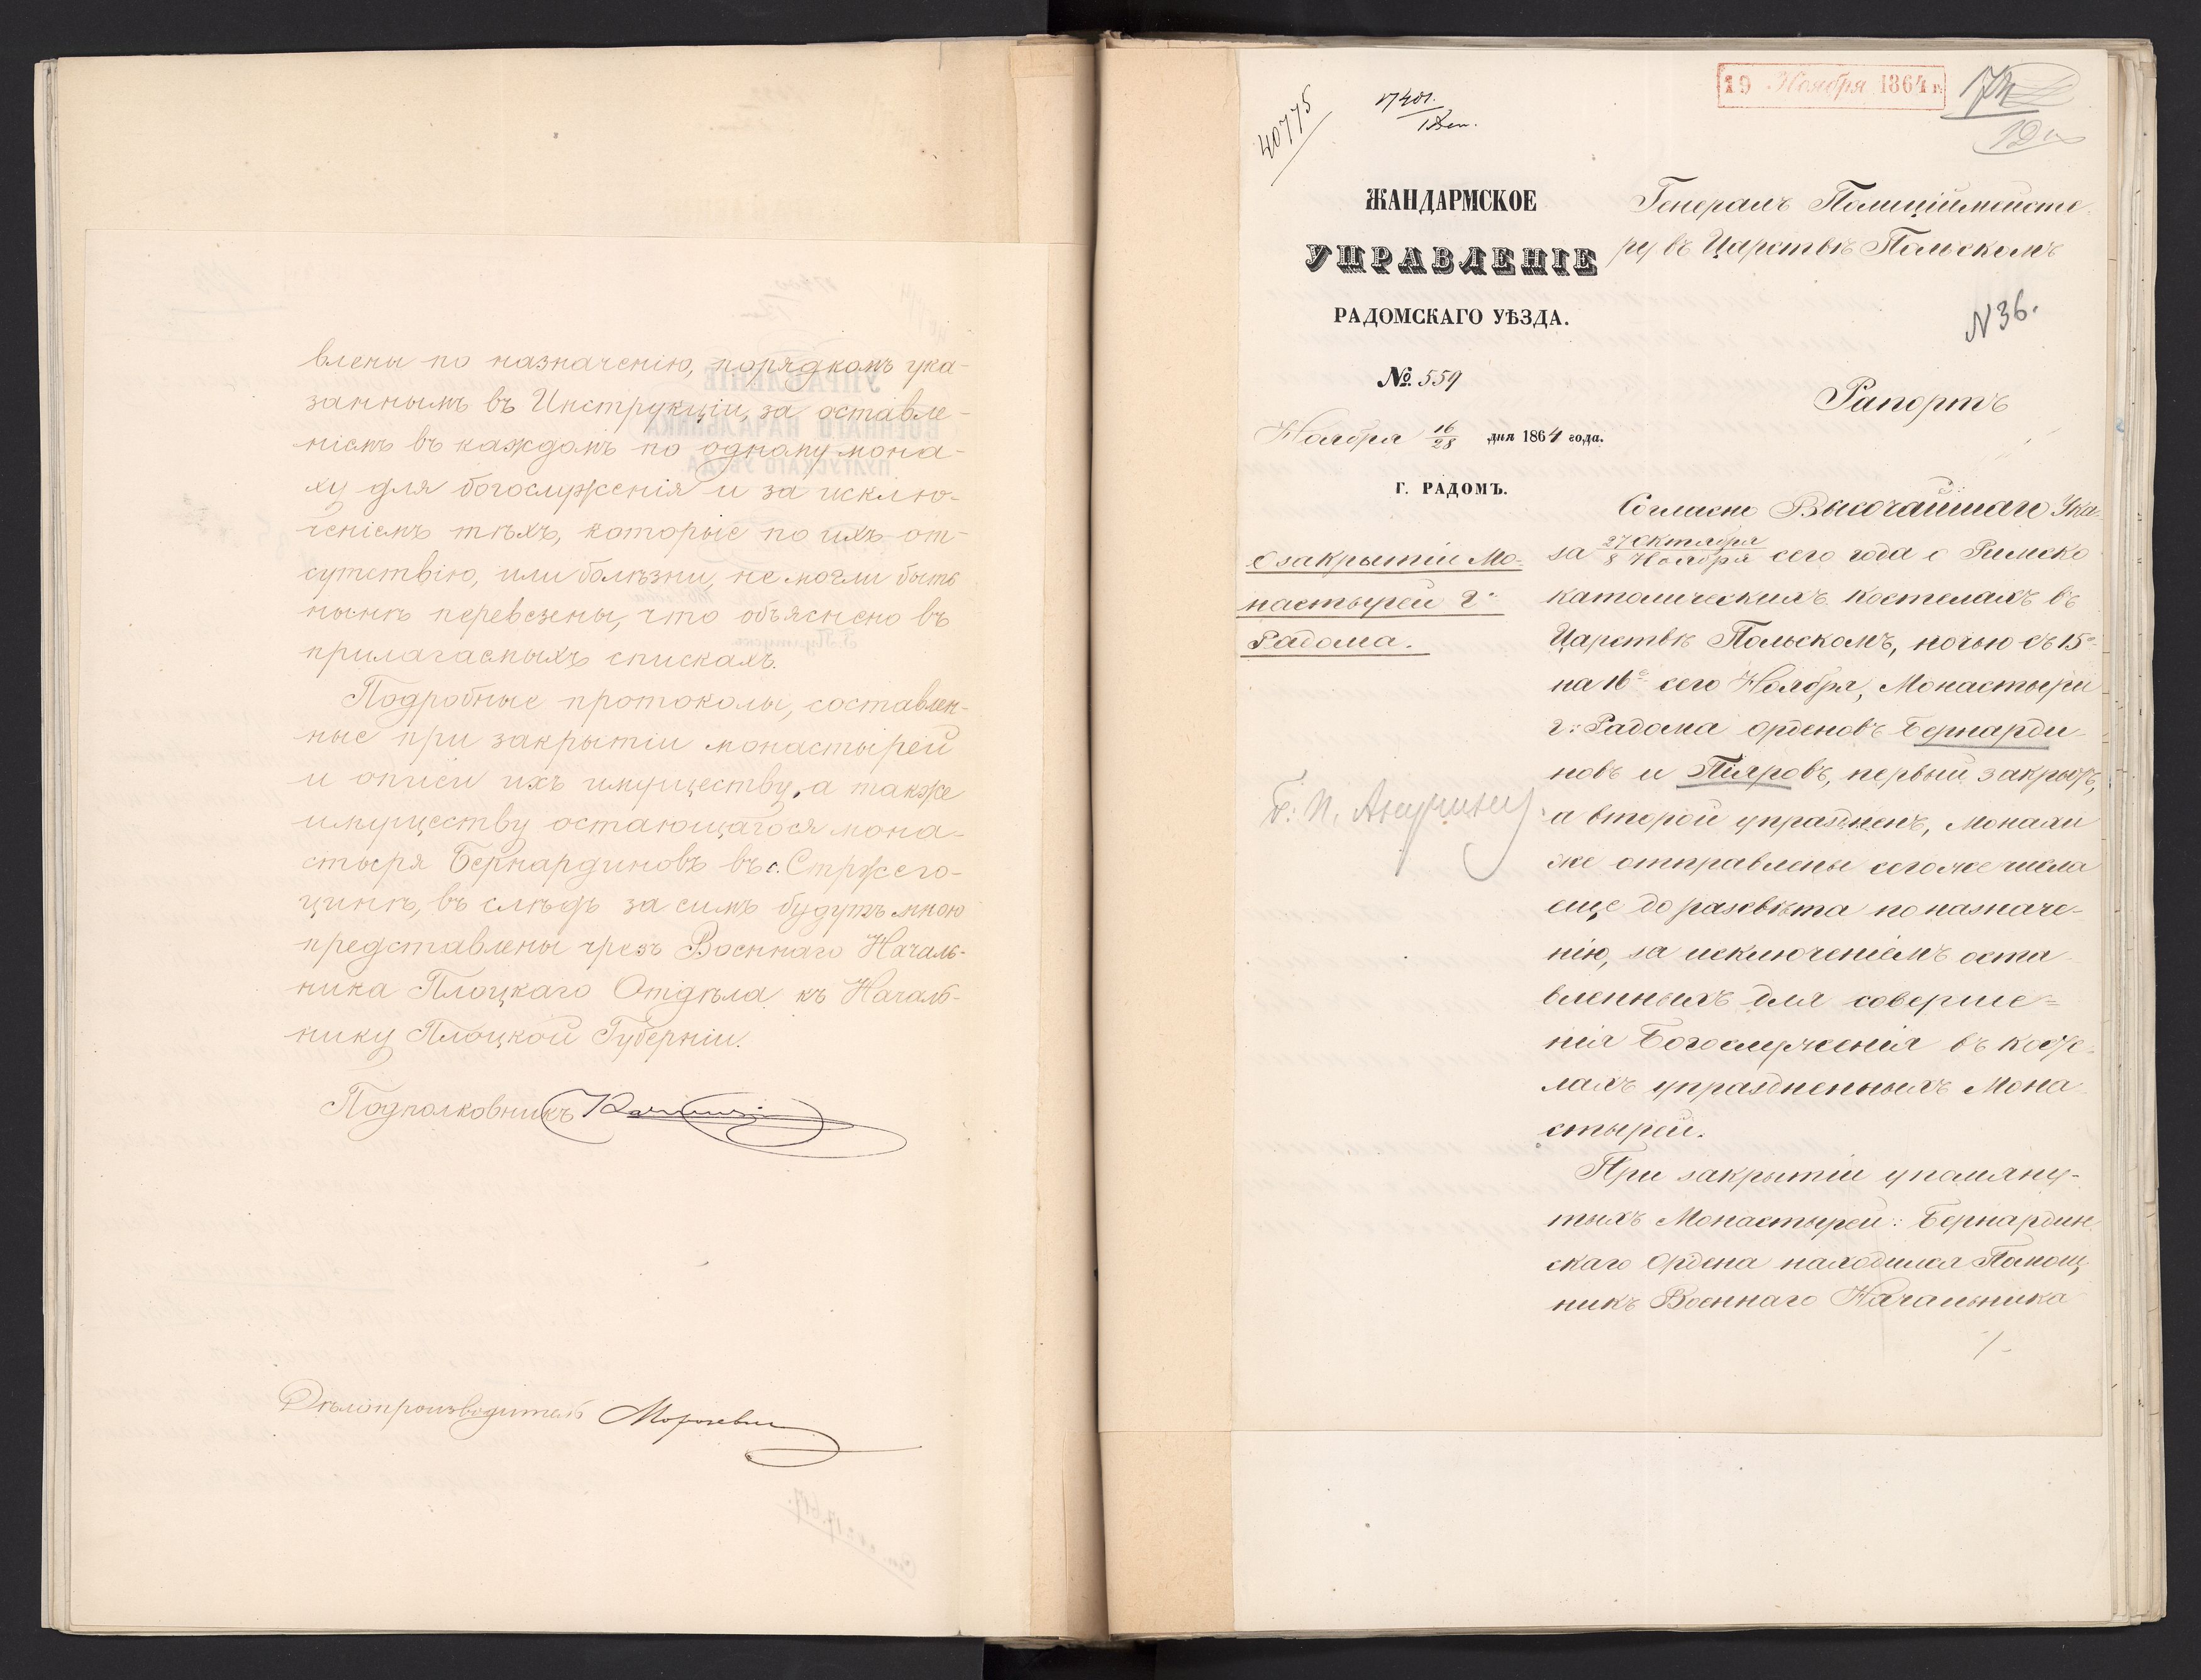 влены по назначенію, порядкомъ ука-
заннымъ въ Инструкціи, за оставле-
ніемъ въ каждомъ по одному мона-
ху для богослуженія и за исклю-
ченіемъ тѣхъ, которые по ихъ от-
сутствію, или болѣзни, не могли быть
нынѣ перевезены, что объяснено въ
прилагаемыхъ спискахъ.
Подробные протоколы, составлен-
ные при закрытіи монастырей
и описи ихъ имуществу, а также
имуществу остающагося мона-
стыря Бернардиновъ въ с. Стржего-
цинѣ, въ слѣдъ за симъ будутъ мною
представлены чрезъ Военнаго Началь-
ника Плоцкаго Отдѣла къ Началь-
нику Плоцкой Губерніи.
Подполковникъ
Дѣлопроизводитель
19 Ноября 1864 г.
40775
17401.
ЖАНДАРМСКОЕ
УПРАВЛЕНІЕ
РАДОМСКАГО УѢЗДА.
№ 559
Ноября 16/28 дня 1864 года.
Г. РАДОМЪ.
О закрытіи Мо-
настырей г.
Радома.
Генералъ Полиціймейсте-
ру въ Царствѣ Польскомъ
N 36.
Рапортъ
Согласно Высочайшаго Ука-
за 27 Октября/8 Ноября сего года о Римско
католическихъ костелахъ въ
Царствѣ Польскомъ, ночью съ 15го
на 16е сего Ноября, Монастыри
г: Радома орденовъ Бернарди-
новъ и Піяровъ, первый закрытъ,
а второй упраздненъ, Монахи
же отправлены сего же числа
еще до разсвѣта по назначе-
нію, за исключеніемъ оста
вленныхъ для соверше=
нія Богослуженія въ косте-
лахъ упраздненныхъ Мона
стырей.
При закрытіи упомяну-
тыхъ Монастырей: Бернардин
скаго Ордена находился Помощ
никъ Военнаго Начальника